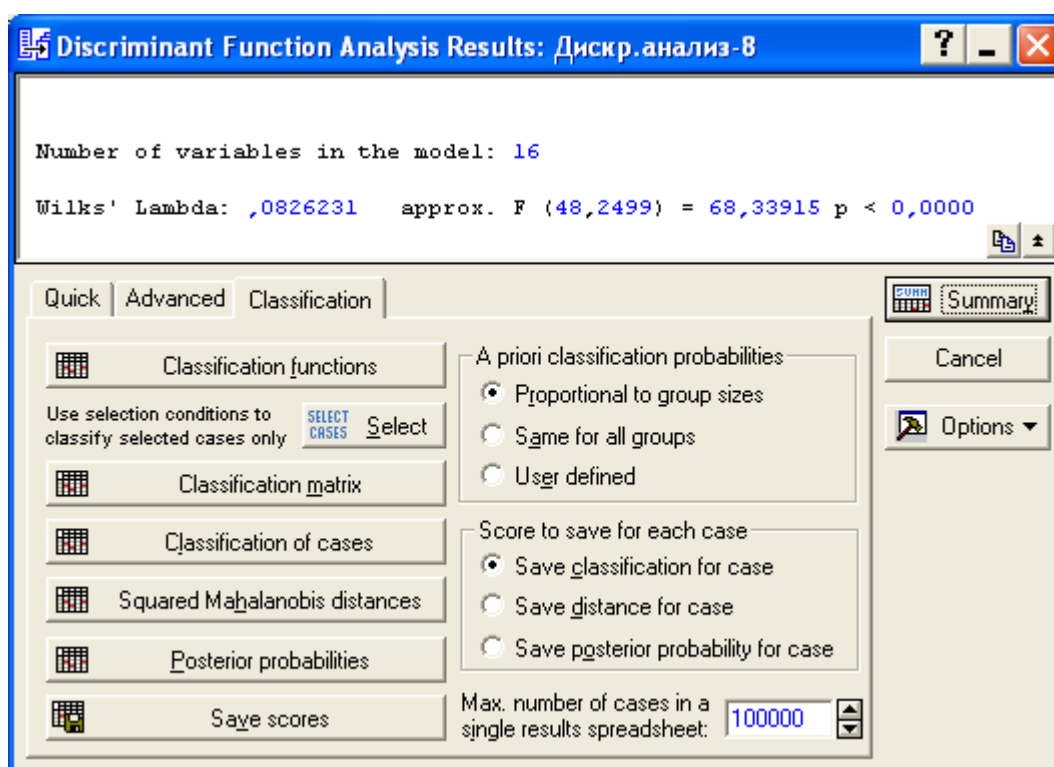 Discriminant Function Analysis Results: Дискр.анализ-8
Number of variables in the model: 16
Wilks' Lambda: ,0826231 approx. F (48,2499) = 68,33915 p < 0,0000
Quick Advanced Classification
Summary
Cancel
Options
Classification functions
Use selection conditions to
classify selected cases only
SELECT
CASES
Select
Classification matrix
Classification of cases
Squared Mahalanobis distances
Posterior probabilities
Save scores
A priori classification probabilities
Proportional to group sizes
Same for all groups
User defined
Score to save for each case
Save classification for case
Save distance for case
Save posterior probability for case
Max. number of cases in a
single results spreadsheet: 100000